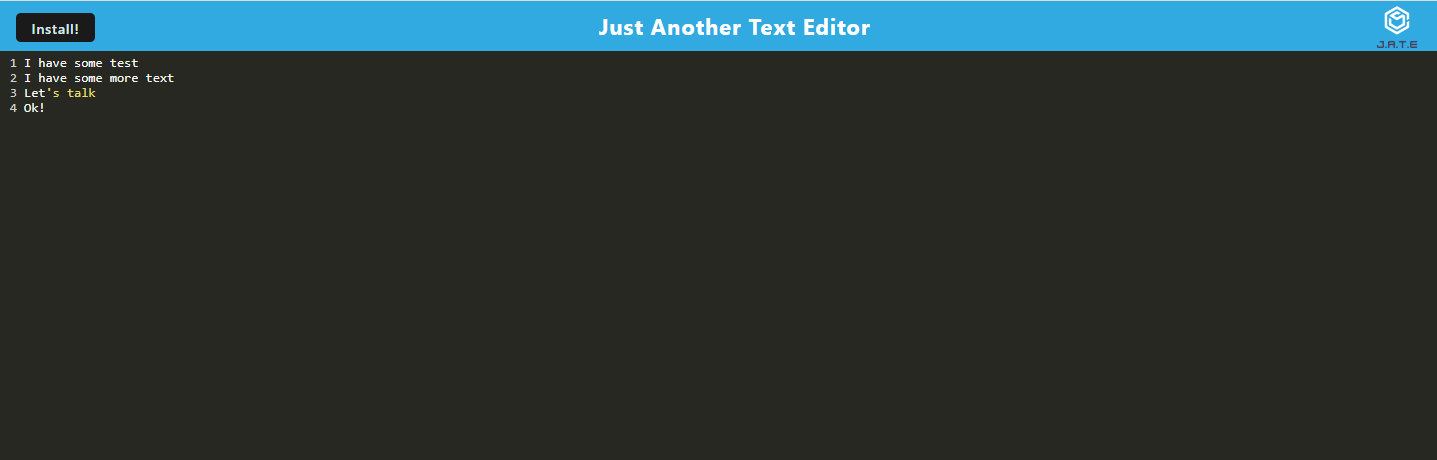 Install!
Just Another Text Editor
J.A.T.E
1 I have some test
2 I have some more text
3 Let's talk
4 Ok!